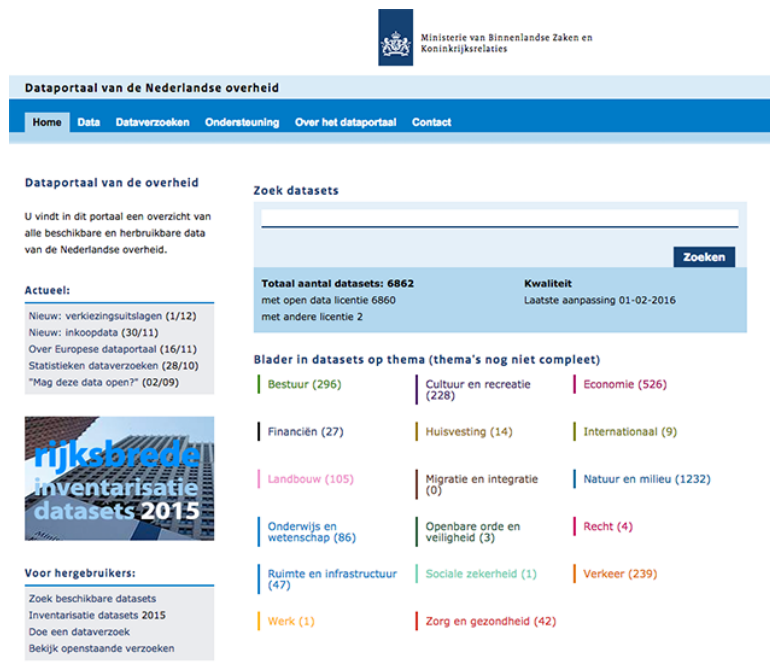 Ministerie van Binnenlandse Zaken en
Koninkrijksrelaties
Dataportaal van de Nederlandse overheid
Home Data Dataverzoeken Ondersteuning Over het dataportaal Contact
Dataportaal van de overheid
U vindt in dit portaal een overzicht van
alle beschikbare en herbruikbare data
van de Nederlandse overheid.
Actueel:
Nieuw: verkiezingsuitslagen (1/12)
Nieuw: inkoopdata (30/11)
Over Europese dataportaal (16/11)
Statistieken dataverzoeken (28/10)
"Mag deze data open?" (02/09)
rijksbrede
inventarisatie
datasets 2015
Voor hergebruikers:
Zoek beschikbare datasets
Inventarisatie datasets 2015
Doe een dataverzoek
Bekijk openstaande verzoeken
Zoek datasets
Zoeken
Totaal aantal datasets: 6862
met open data licentie 6860
met andere licentie 2
Kwaliteit
Laatste aanpassing 01-02-2016
Blader in datasets op thema (thema's nog niet compleet)
Bestuur (296)
Cultuur en recreatie
(228)
Economie (526)
Financiën (27)
Huisvesting (14)
Internationaal (9)
Landbouw (105)
Migratie en integratie
(0)
Natuur en milieu (1232)
Onderwijs en
wetenschap (86)
Openbare orde en
veiligheid (3)
Recht (4)
Ruimte en infrastructuur
(47)
Sociale zekerheid (1)
Verkeer (239)
Werk (1)
Zorg en gezondheid (42)